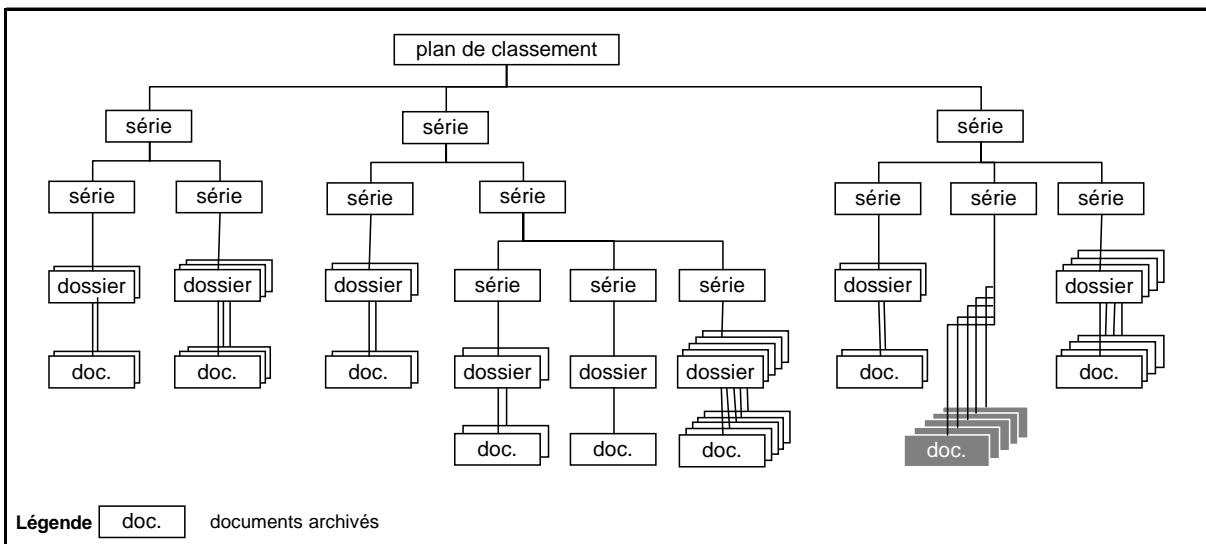 plan de classement
série série série
série série série série série série série
dossier dossier dossier série série série dossier dossier
doc. doc. doc. dossier dossier dossier doc. doc.
doc. doc. doc. doc.
Légende doc. documents archivés